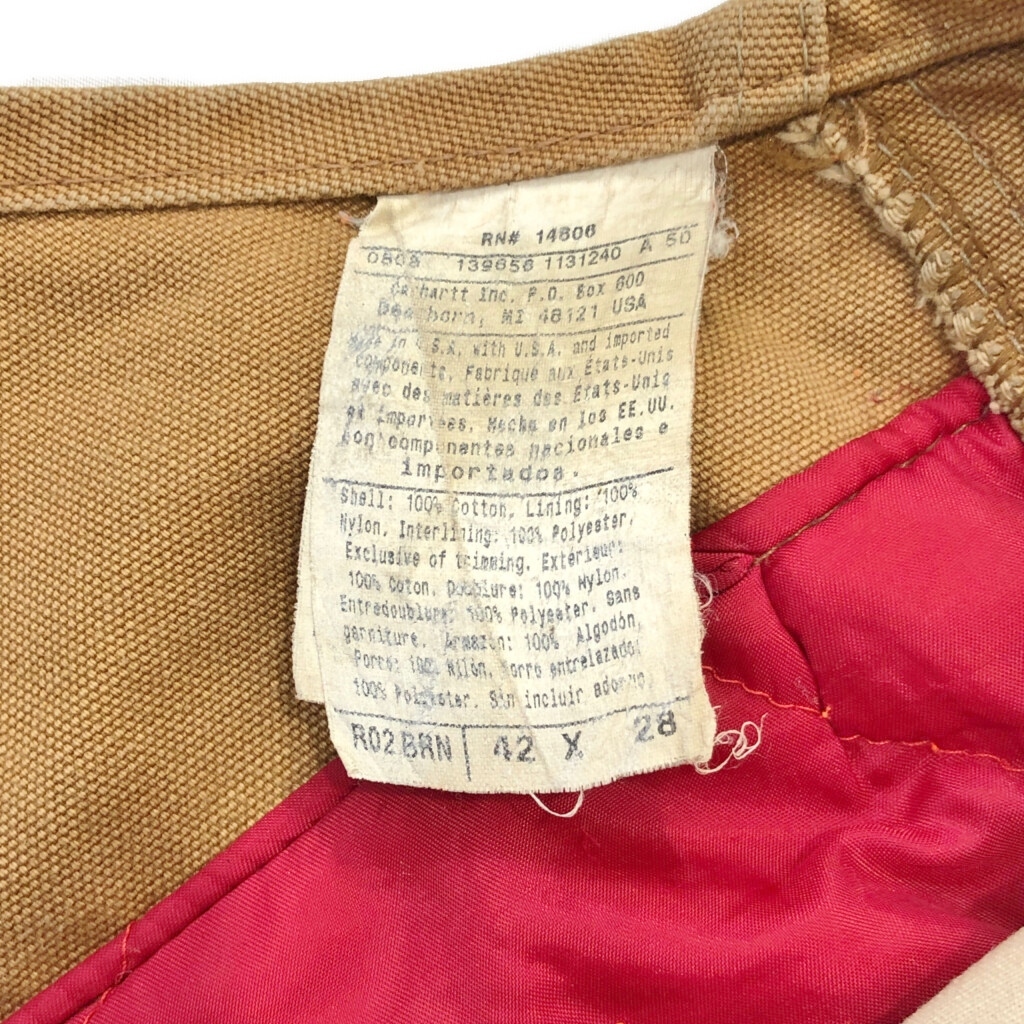 RN# 14806
0803 139656 1131240 A 50
Carhartt Inc. P.O. Box 600
Dearborn, MI 48121 USA
Made in U.S.A. with U.S.A. and imported
components. Fabriqué aux États-Unis
avec des matières des États-Unis
et importées. Hecho en los EE.UU.
con componentes nacionales e
importados.
Shell: 100% Cotton, Lining: 100%
Nylon, Interlining: 100% Polyester,
Exclusive of trimming. Extérieur:
100% Coton. Doublure: 100% Nylon.
Entredoublure: 100% Polyester. Sans
garniture. Armazón: 100% Algodón,
Forro: 100% Nilón, Forro entrelazado:
100% Poliéster. Sin incluir adorno.
R02BRN 42 X 28